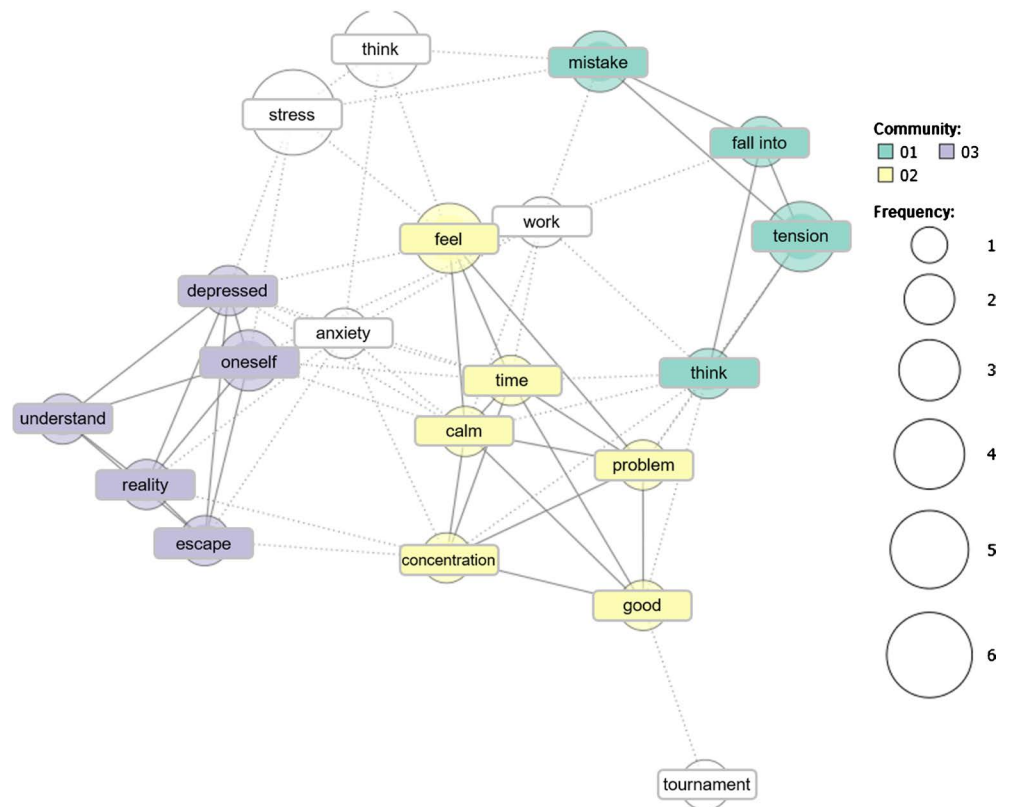 think
mistake
stress
fall into
work
tension
feel
depressed
anxiety
oneself
time
think
understand
calm
problem
reality
escape
concentration
good
tournament
Community:
01 03
02
Frequency:
1
2
3
4
5
6